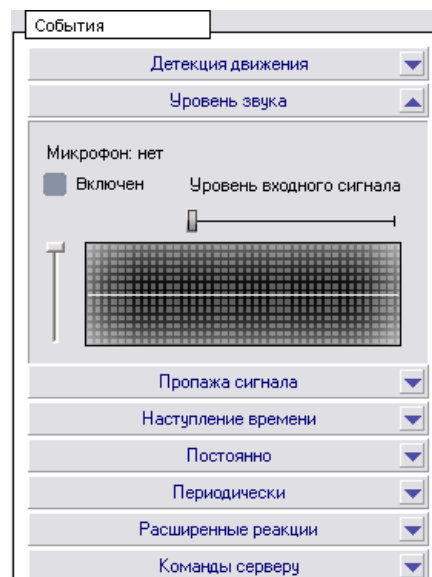 События
Детекция движения
Уровень звука
Микрофон: нет
Включен Уровень входного сигнала
Пропажа сигнала
Наступление времени
Постоянно
Периодически
Расширенные реакции
Команды серверу